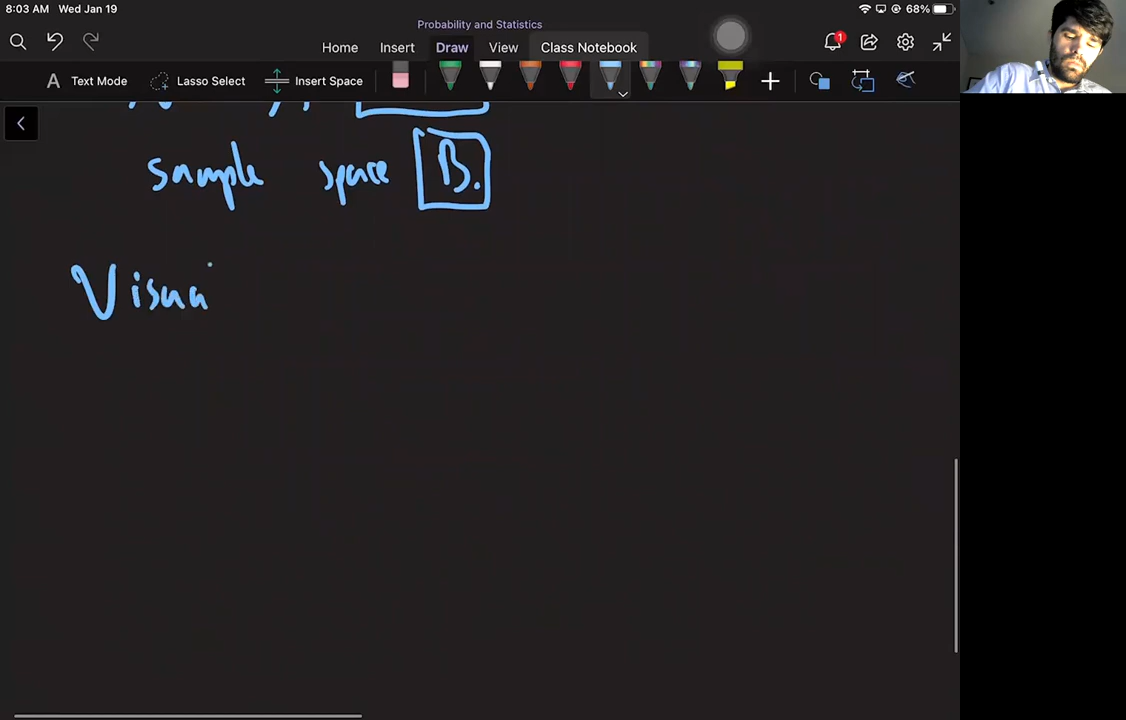 8:03 AM Wed Jan 19 68%
Probability and Statistics
Home Insert Draw View Class Notebook 1
Text Mode Lasso Select Insert Space
sample space B.
Visua